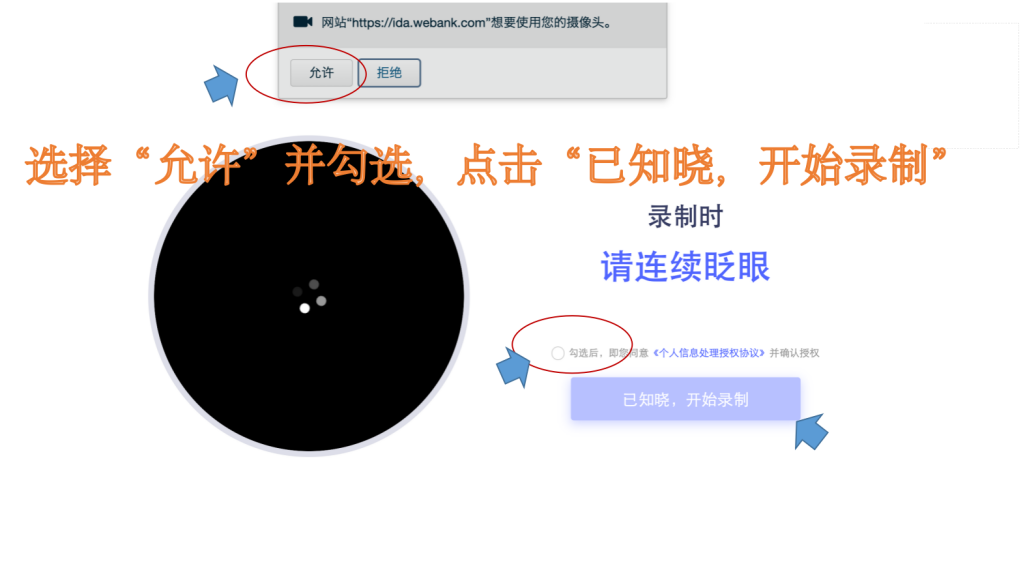 网站“https://ida.webank.com”想要使用您的摄像头。
允许 拒绝
选择“允许”并勾选，点击“已知晓，开始录制”
录制时
请连续眨眼
勾选后，即您同意《个人信息处理授权协议》并确认授权
已知晓，开始录制